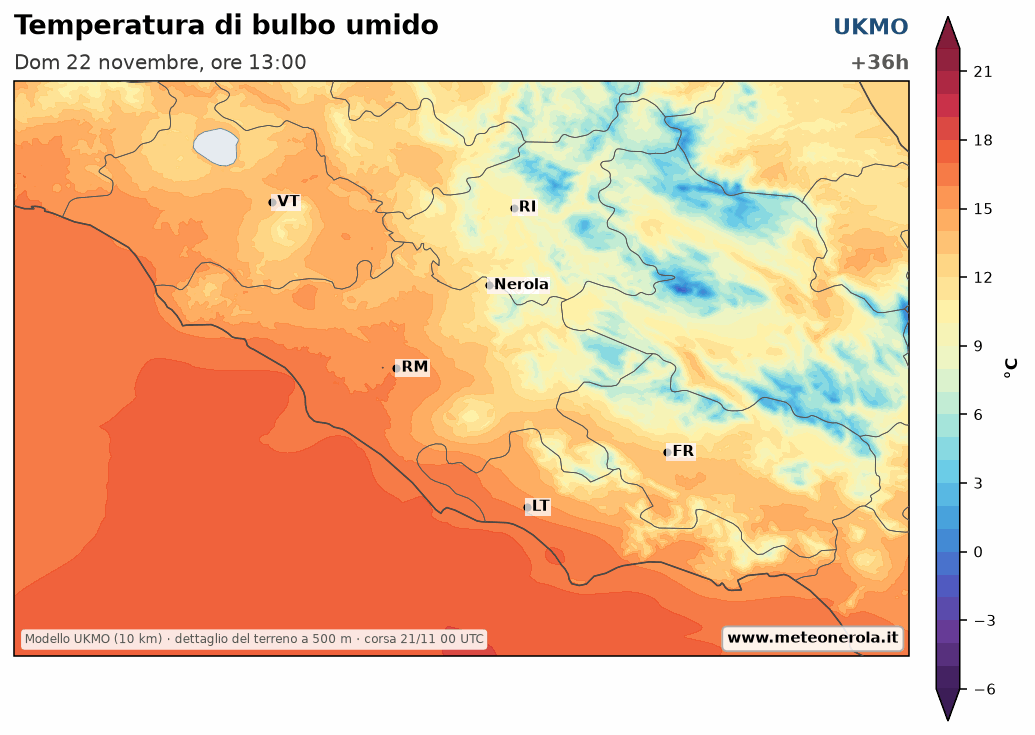 Temperatura di bulbo umido
UKMO
Dom 22 novembre, ore 13:00
+36h
VT
RI
Nerola
RM
FR
LT
Modello UKMO (10 km) · dettaglio del terreno a 500 m · corsa 21/11 00 UTC
www.meteonerola.it
21
18
15
12
9
6
3
0
−3
−6
°C